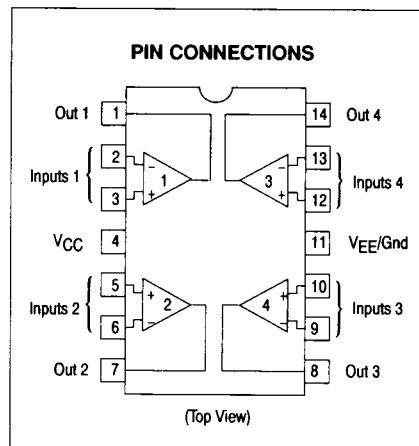 PIN CONNECTIONS
Out 1 1 14 Out 4
2 - - 13
Inputs 1 1 3 Inputs 4
3 + + 12
VCC 4 11 VEE/Gnd
5 + + 10
Inputs 2 2 4 Inputs 3
6 - - 9
Out 2 7 8 Out 3
(Top View)